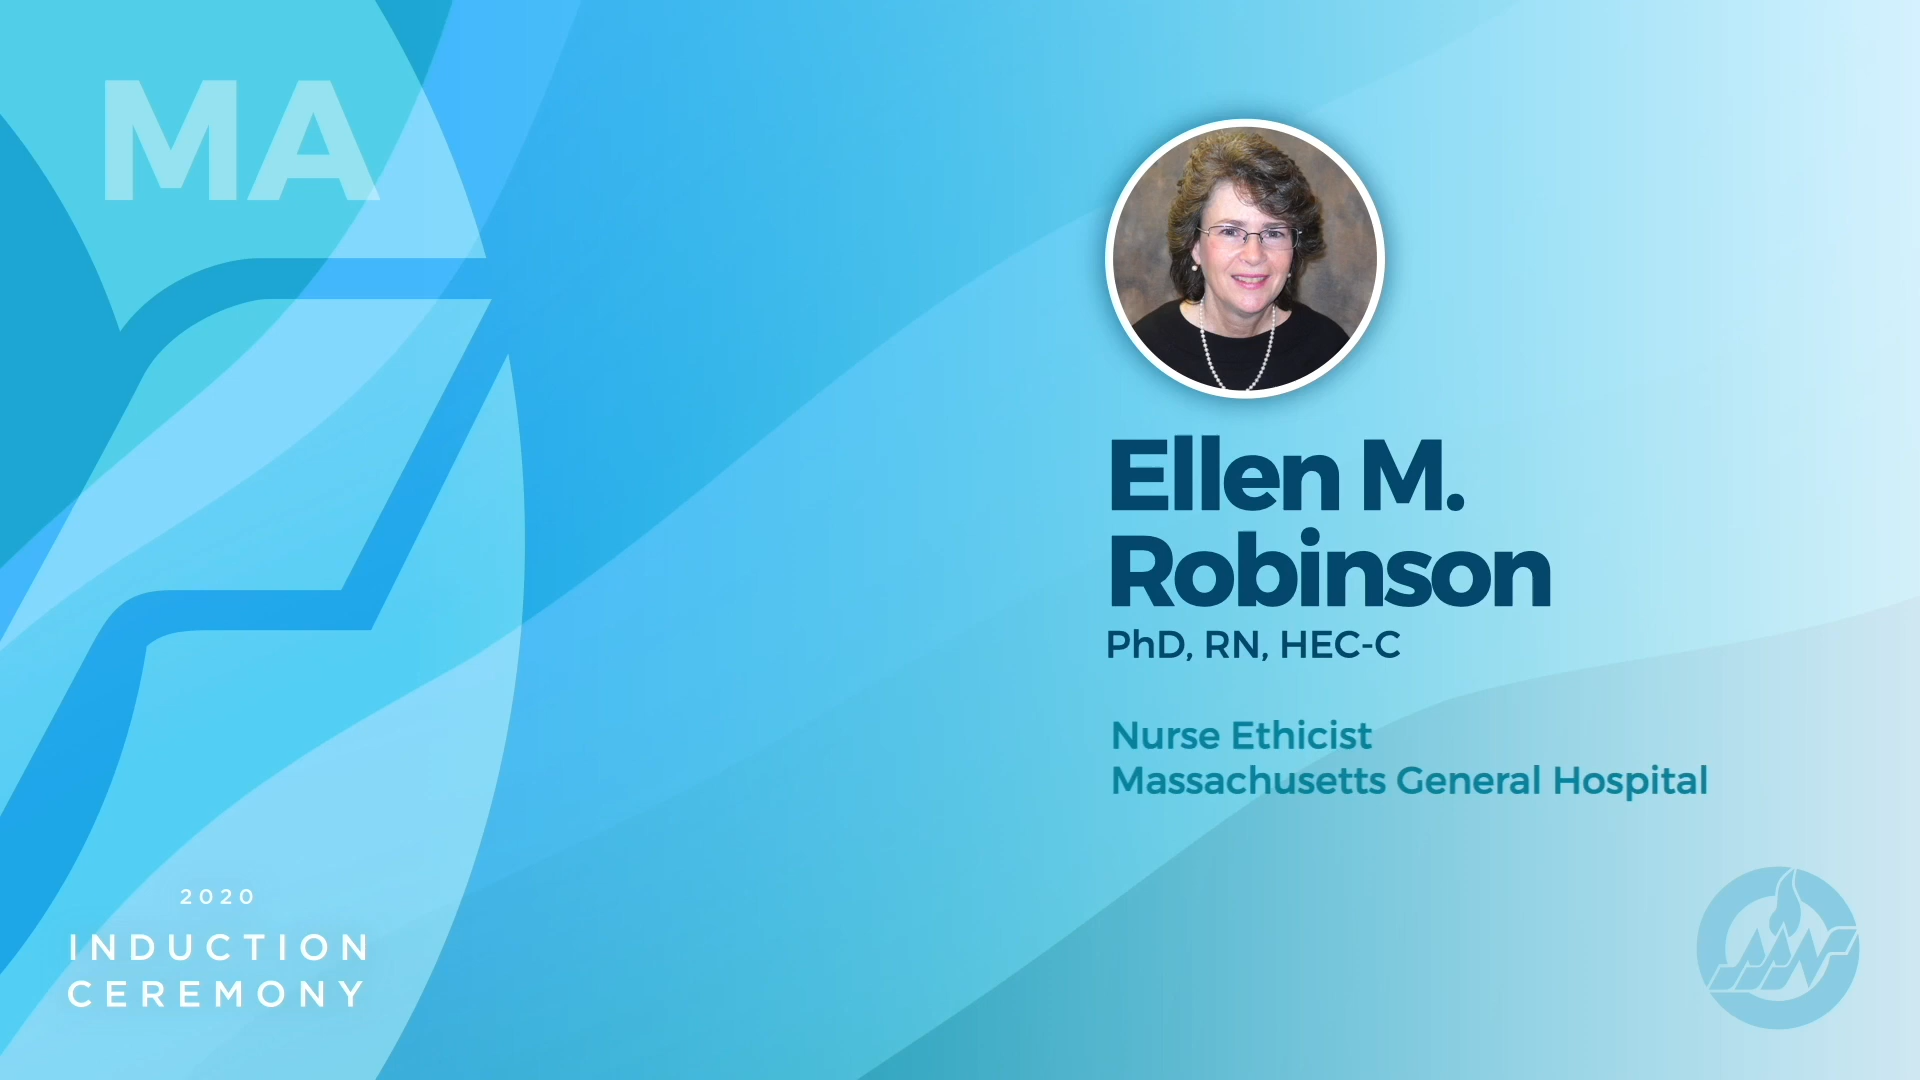 MA
Ellen M.
Robinson
PhD, RN, HEC-C
Nurse Ethicist
Massachusetts General Hospital
2020
INDUCTION
CEREMONY